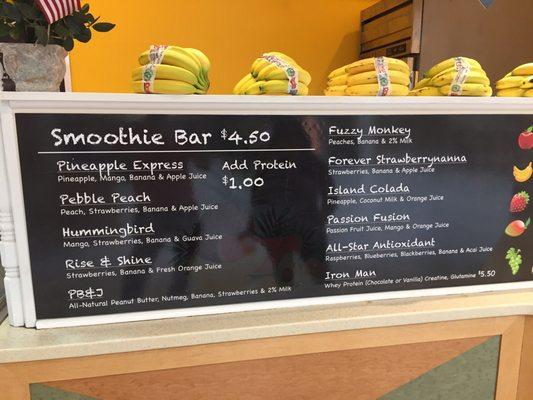 Smoothie Bar $4.50
Pineapple Express
Pineapple, Mango, Banana & Apple Juice
Add Protein
$1.00
Pebble Peach
Peach, Strawberries, Banana & Apple Juice
Hummingbird
Mango, Strawberries, Banana & Guava Juice
Rise & Shine
Strawberries, Banana & Fresh Orange Juice
PB&J
All-Natural Peanut Butter, Nutmeg, Banana, Strawberries & 2% Milk
Fuzzy Monkey
Peaches, Banana & 2% Milk
Forever Strawberrynanna
Strawberries, Banana & Apple Juice
Island Colada
Pineapple, Coconut Milk & Orange Juice
Passion Fusion
Passion Fruit Juice, Mango & Orange Juice
All-Star Antioxidant
Raspberries, Blueberries, Blackberries, Banana & Acai Juice
Iron Man
Whey Protein (Chocolate or Vanilla) Creatine, Glutamine $5.50